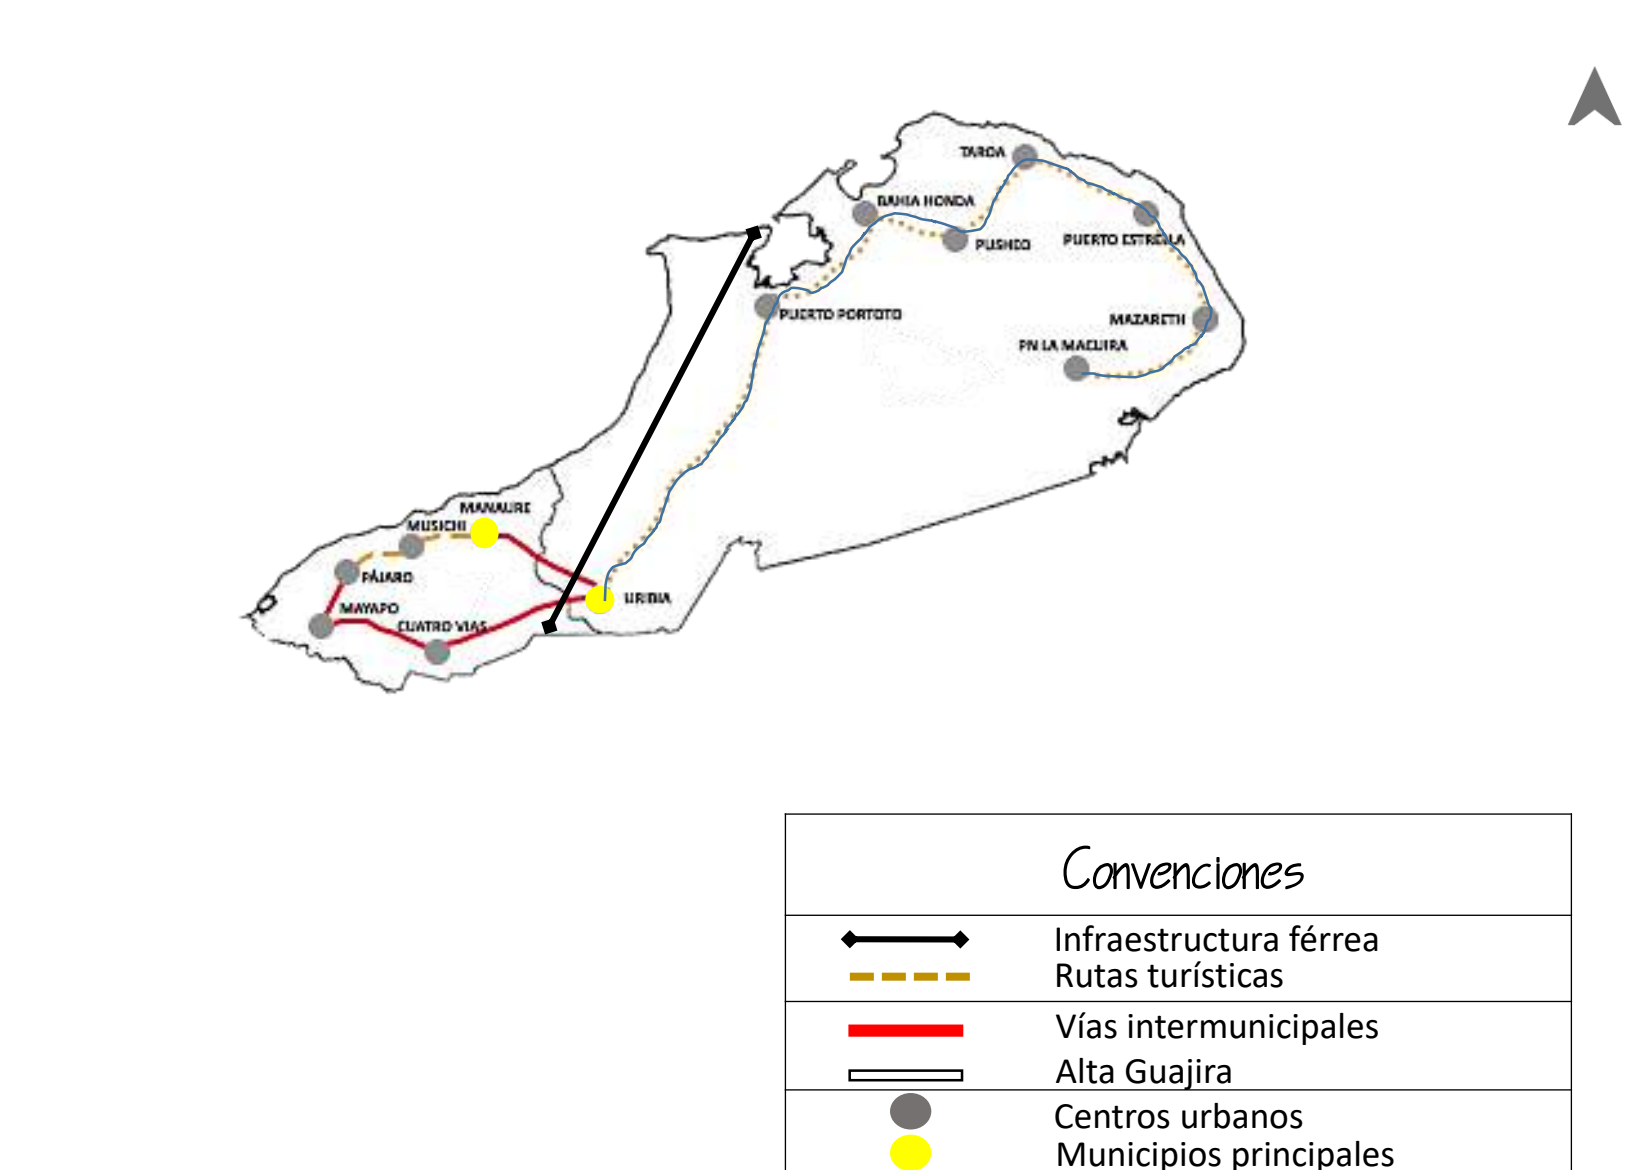 TAROA
BAHIA HONDA
PUSHEO
PUERTO ESTRELLA
PUERTO PORTOTO
MAZARETH
PN LA MACUIRA
MANAURE
MUSICHI
PÁJARO
URIBIA
MAYAPO
CUATRO VIAS
Convenciones
Infraestructura férrea
Rutas turísticas
Vías intermunicipales
Alta Guajira
Centros urbanos
Municipios principales